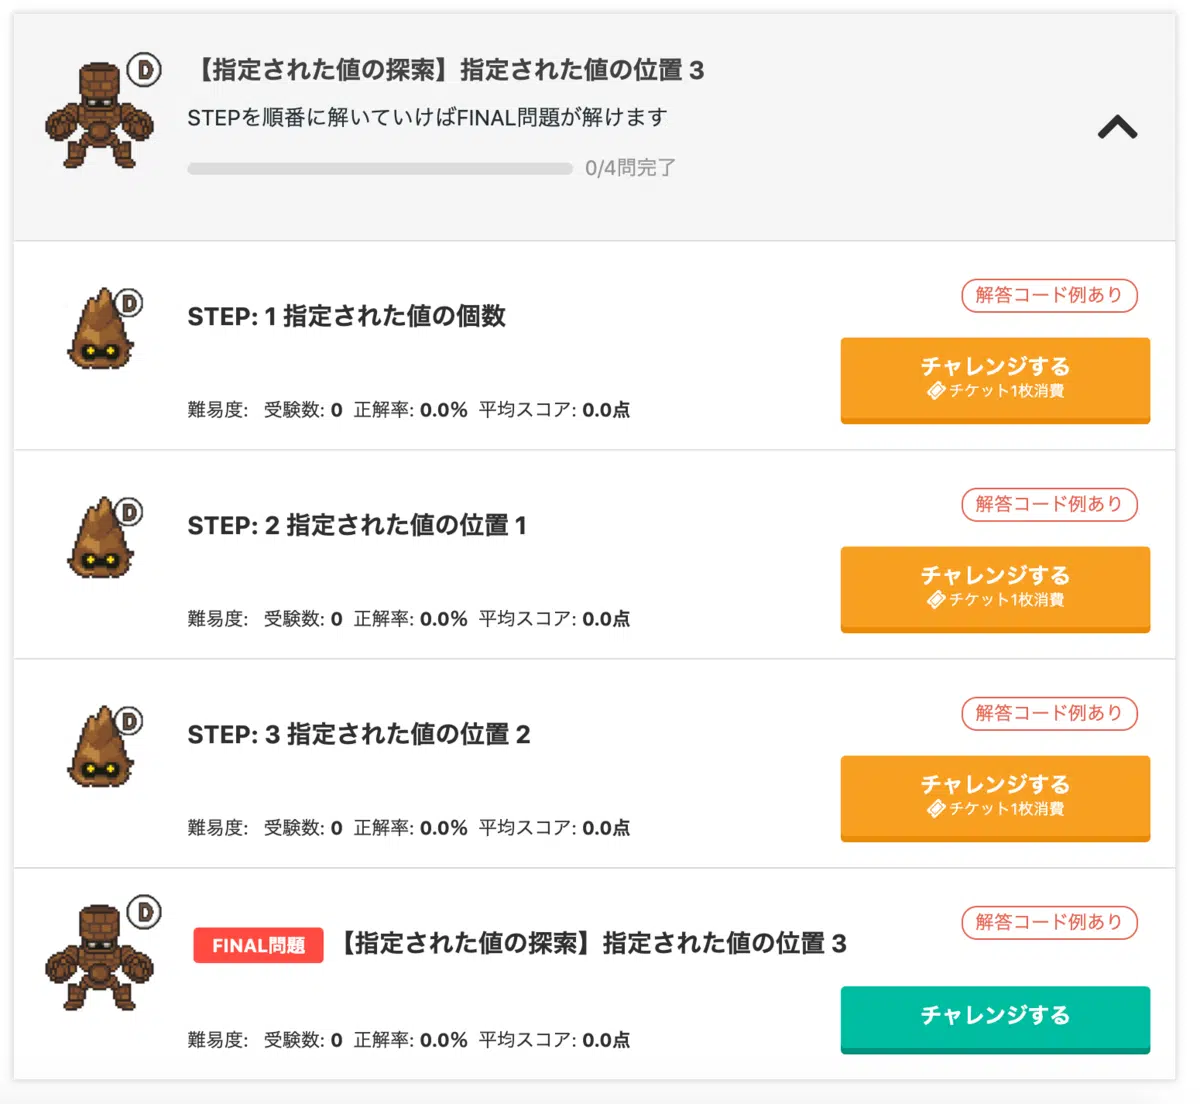 D
【指定された値の探索】指定された値の位置 3
STEPを順番に解いていけばFINAL問題が解けます
0/4問完了
D
STEP: 1 指定された値の個数
解答コード例あり
チャレンジする
チケット1枚消費
難易度: 受験数: 0 正解率: 0.0% 平均スコア: 0.0点
D
STEP: 2 指定された値の位置 1
解答コード例あり
チャレンジする
チケット1枚消費
難易度: 受験数: 0 正解率: 0.0% 平均スコア: 0.0点
D
STEP: 3 指定された値の位置 2
解答コード例あり
チャレンジする
チケット1枚消費
難易度: 受験数: 0 正解率: 0.0% 平均スコア: 0.0点
D
FINAL問題 【指定された値の探索】指定された値の位置 3
解答コード例あり
チャレンジする
難易度: 受験数: 0 正解率: 0.0% 平均スコア: 0.0点